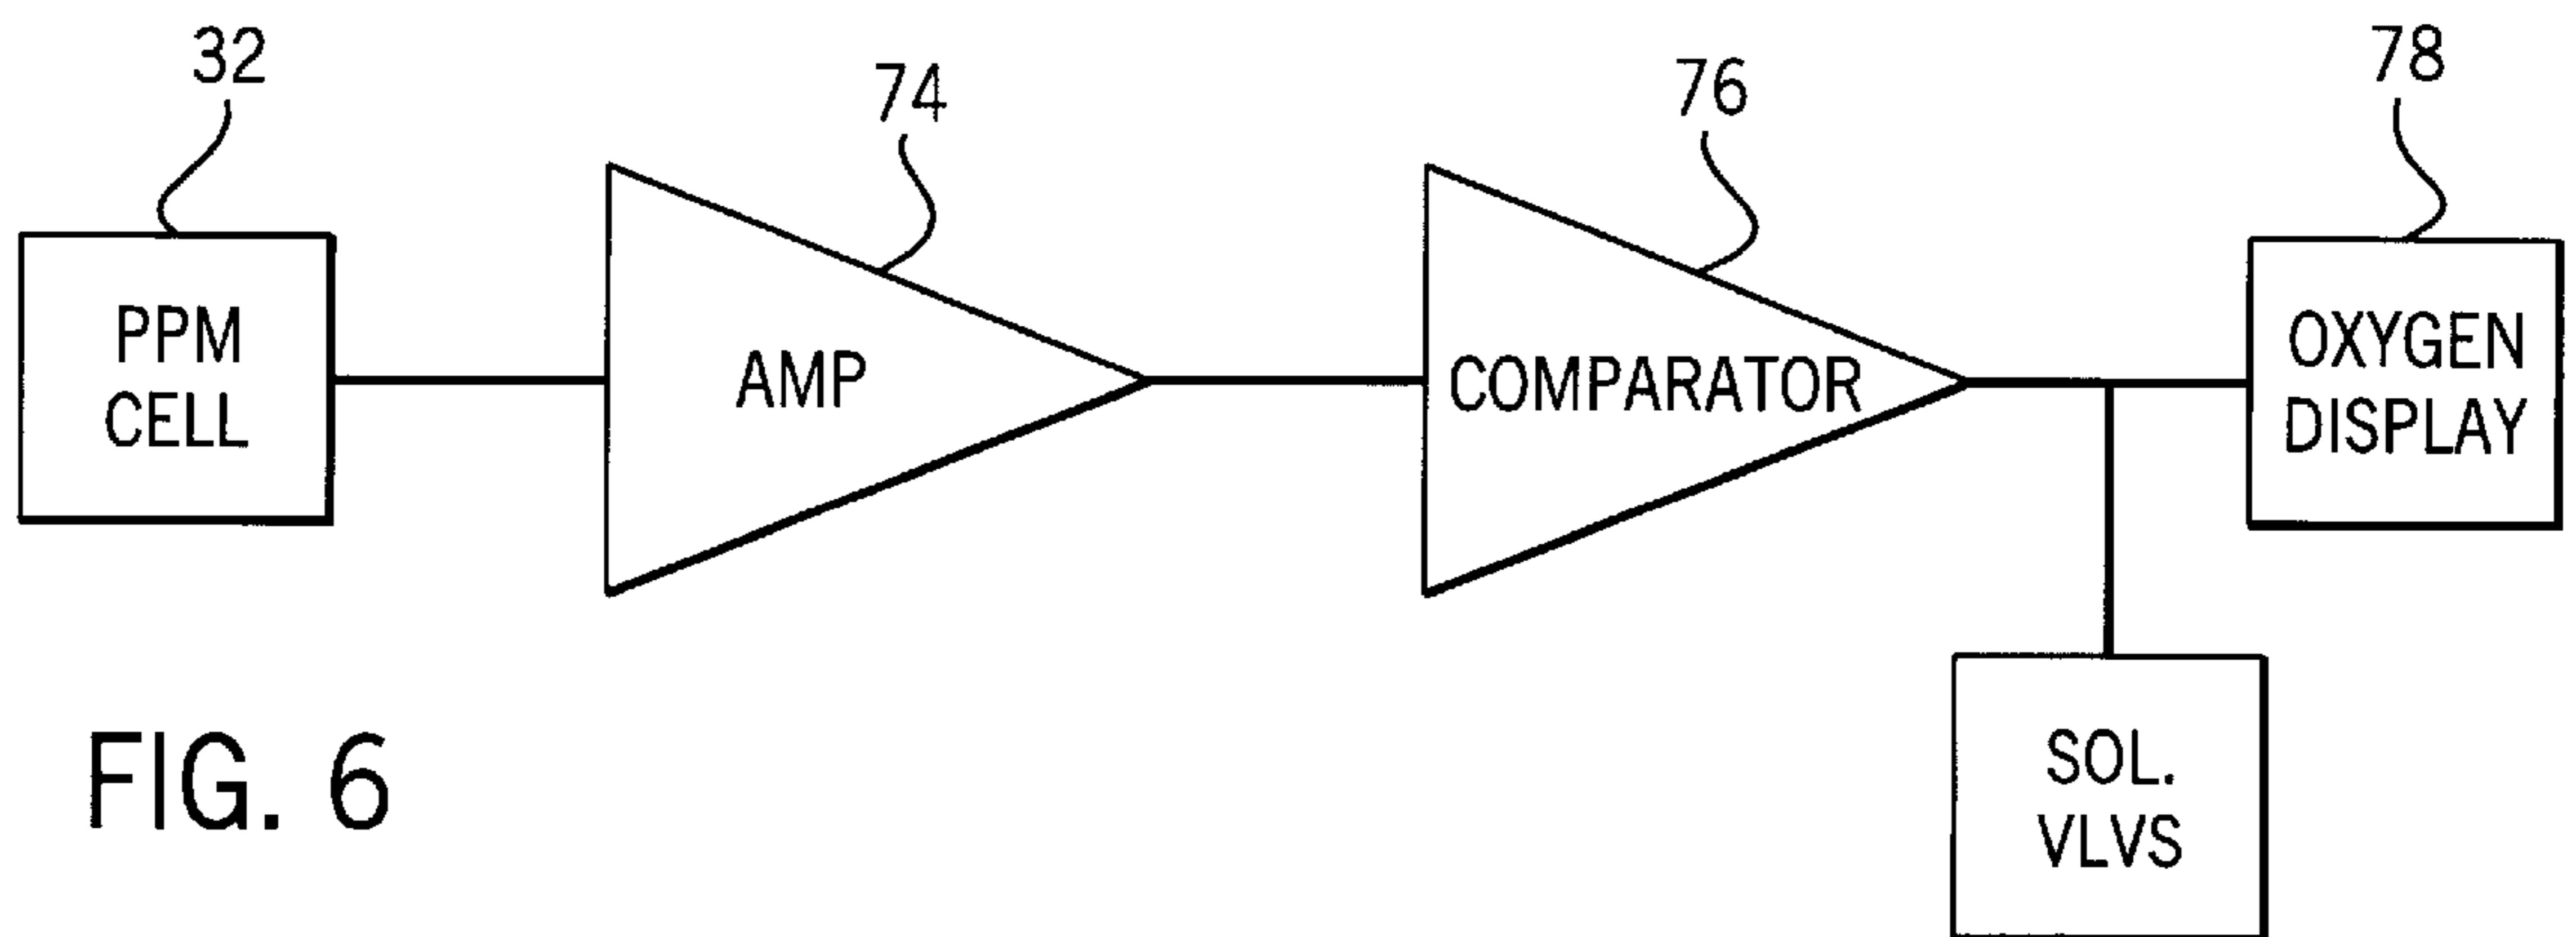 32
74
76
78
PPM
CELL
AMP
COMPARATOR
OXYGEN
DISPLAY
SOL.
VLVS
FIG. 6